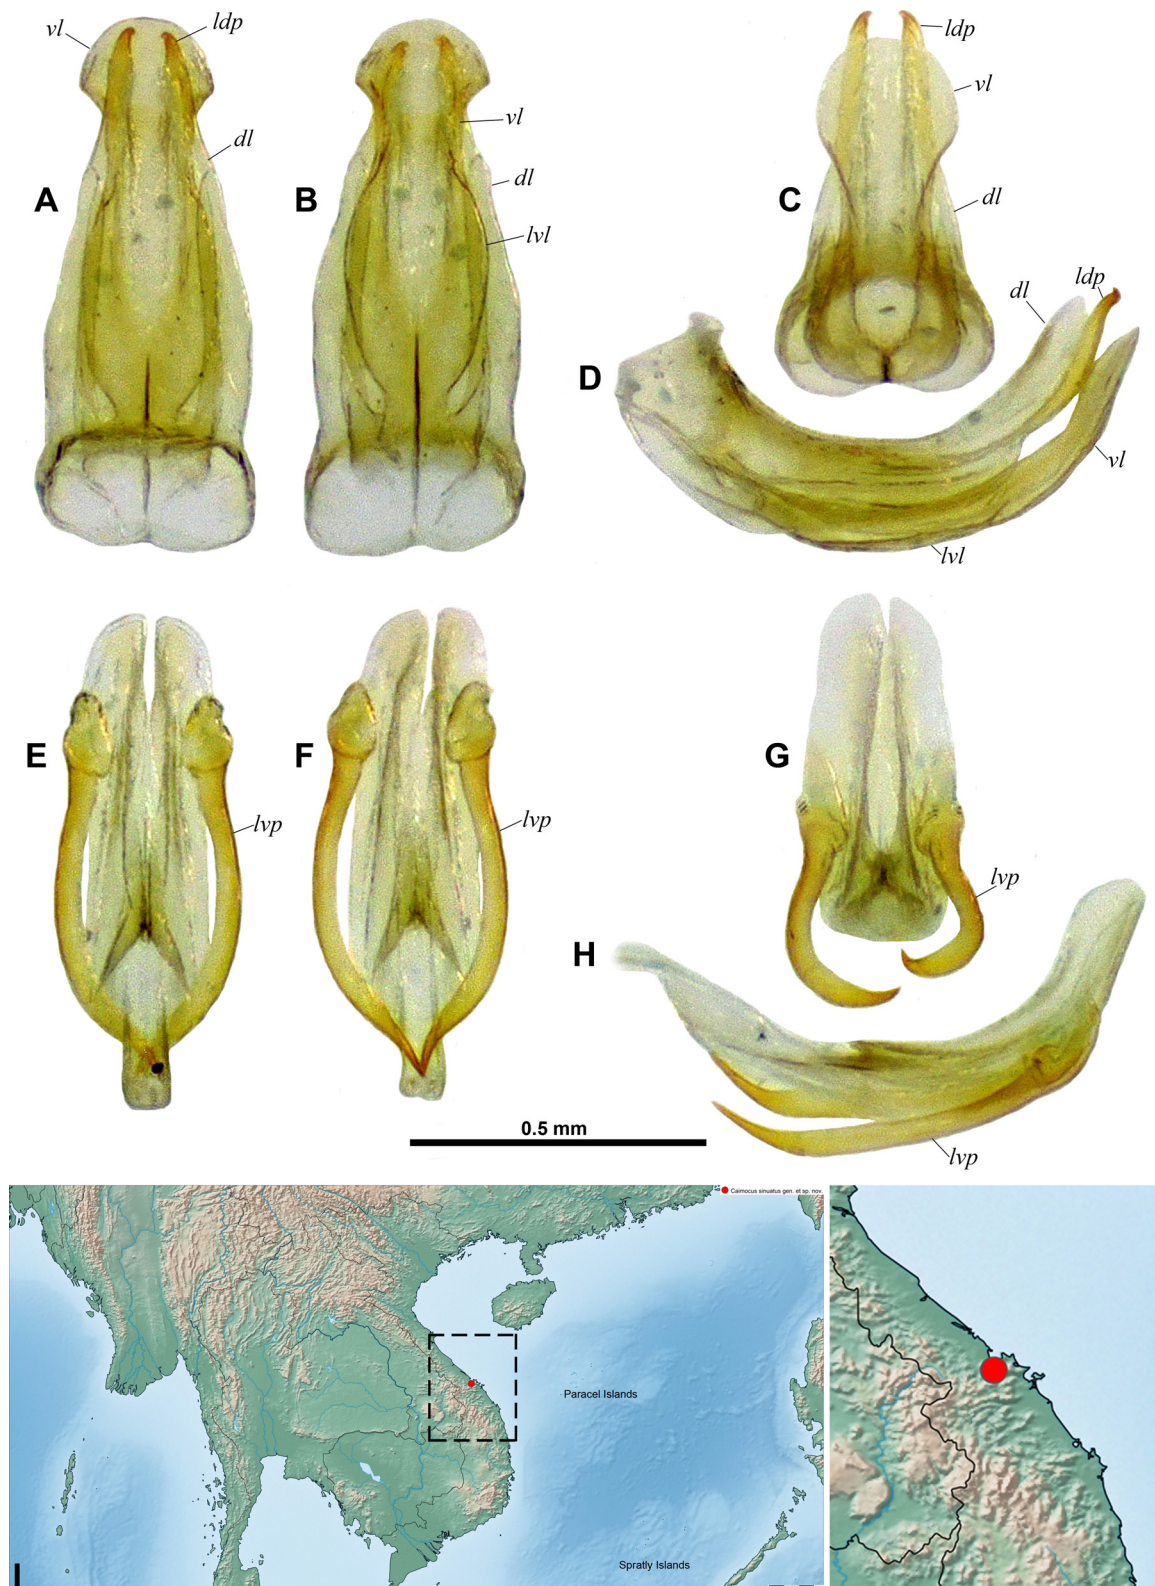 vl
ldp
dl
A
vl
dl
lvl
B
ldp
vl
dl
C
dl
ldp
vl
lvl
D
E
lvp
F
lvp
G
lvp
H
lvp
0.5 mm
Caimocus sinuatus gen. et sp. nov.
Paracel Islands
Spratly Islands
I